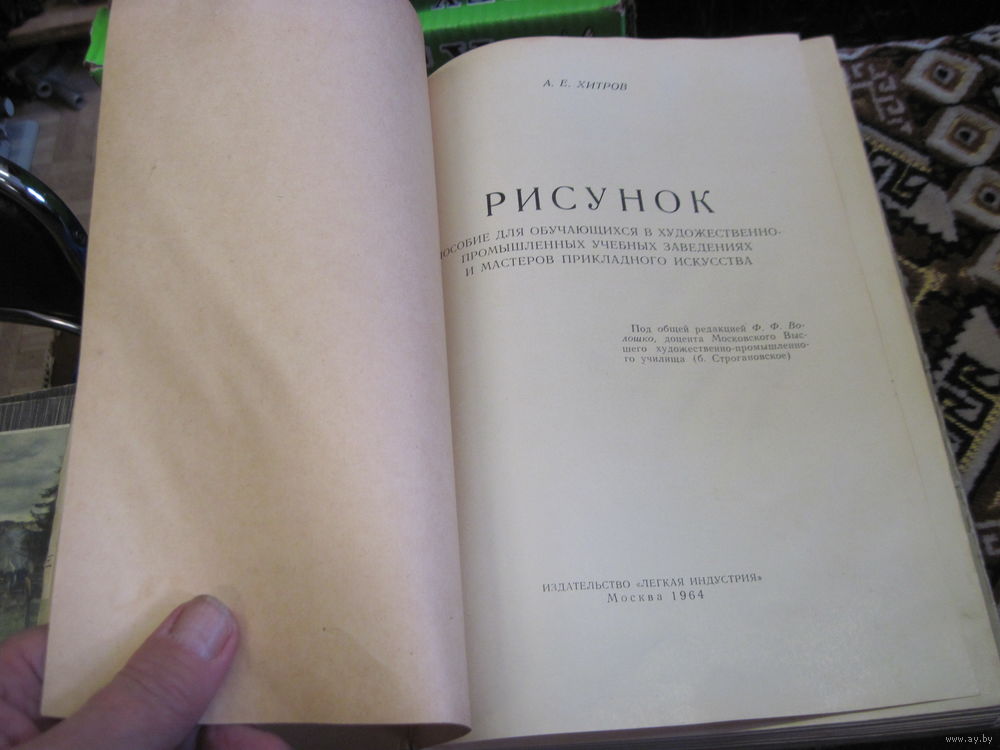 А. Е. ХИТРОВ
РИСУНОК
ПОСОБИЕ ДЛЯ ОБУЧАЮЩИХСЯ В ХУДОЖЕСТВЕННО-
ПРОМЫШЛЕННЫХ УЧЕБНЫХ ЗАВЕДЕНИЯХ
И МАСТЕРОВ ПРИКЛАДНОГО ИСКУССТВА
Под общей редакцией Ф. Ф. Во-
лошко, доцента Московского Выс-
шего художественно-промышленно-
го училища (б. Строгановское)
ИЗДАТЕЛЬСТВО «ЛЕГКАЯ ИНДУСТРИЯ»
Москва 1964
www.ay.by